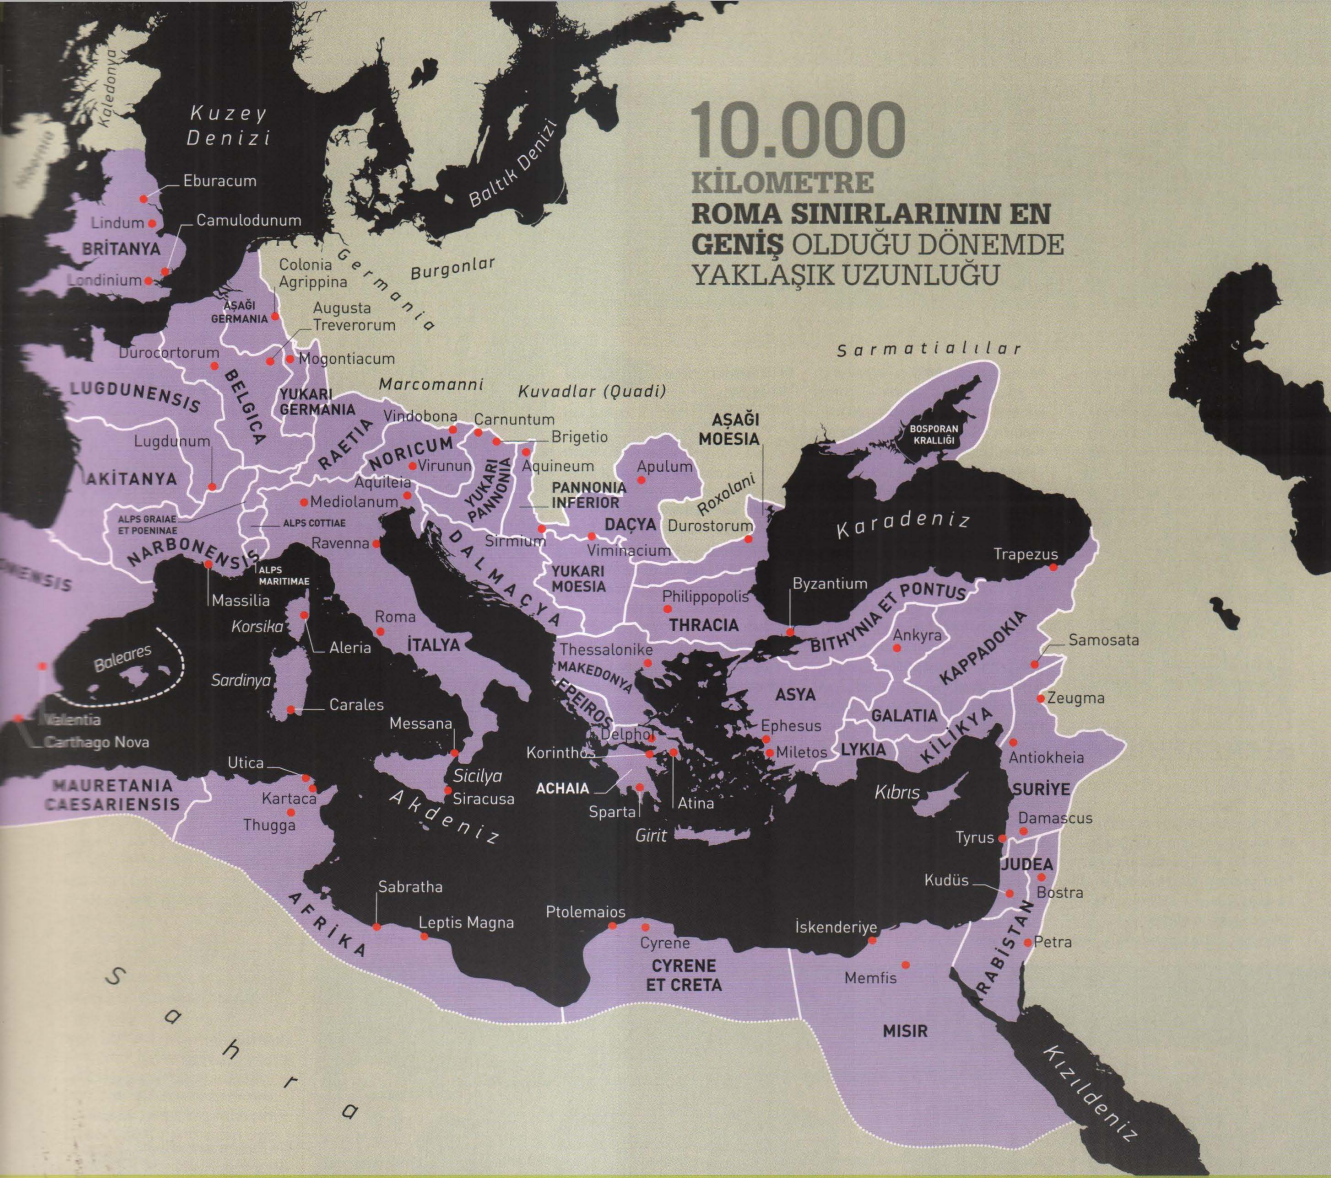 10.000
KİLOMETRE
ROMA SINIRLARININ EN
GENİŞ OLDUĞU DÖNEMDE
YAKLAŞIK UZUNLUĞU
Kaledonya
Hibernia
Kuzey
Denizi
Baltık Denizi
Eburacum
Lindum
Camulodunum
BRİTANYA
Londinium
Germania
Burgonlar
Colonia
Agrippina
AŞAĞI
GERMANIA
Augusta
Treverorum
Durocortorum
Mogontiacum
Sarmatialılar
LUGDUNENSIS
BELGICA
YUKARI
GERMANIA
Marcomanni
Kuvadlar (Quadi)
Vindobona
Carnuntum
Brigetio
AŞAĞI
MOESIA
BOSPORAN
KRALLIĞI
Lugdunum
RAETIA
NORICUM
Virunun
Aquineum
Apulum
AKİTANYA
Aquileia
YUKARI
PANNONIA
PANNONIA
INFERIOR
Roxolani
Mediolanum
ALPS GRAIAE
ET POENINAE
ALPS COTTIAE
DAÇYA
Durostorum
Karadeniz
NARBONENSIS
Ravenna
DALMAÇYA
Sirmium
Viminacium
Trapezus
ALPS
MARITIMAE
YUKARI
MOESIA
Byzantium
Massilia
Philippopolis
BITHYNIA ET PONTUS
Korsika
Roma
THRACIA
Ankyra
KAPPADOKIA
Samosata
Aleria
İTALYA
Thessalonike
Baleares
MAKEDONYA
Sardinya
EPEIROS
ASYA
Zeugma
Carales
GALATIA
Valentia
Messana
Delphoi
Ephesus
KİLİKYA
Carthago Nova
Korinthos
Miletos
LYKIA
Antiokheia
Utica
Sicilya
MAURETANIA
CAESARIENSIS
Kartaca
Akdeniz
Siracusa
ACHAIA
Kıbrıs
SURİYE
Thugga
Sparta
Atina
Girit
Damascus
Tyrus
JUDEA
Kudüs
Bostra
Sabratha
AFRIKA
Leptis Magna
Ptolemaios
İskenderiye
Cyrene
Petra
CYRENE
ET CRETA
Memfis
Sahra
MISIR
Kızıldeniz